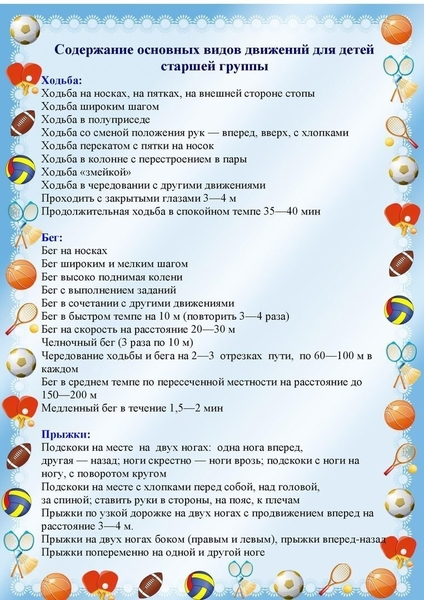 Содержание основных видов движений для детей
старшей группы
Ходьба:
Ходьба на носках, на пятках, на внешней стороне стопы
Ходьба широким шагом
Ходьба в полуприседе
Ходьба со сменой положения рук — вперед, вверх, с хлопками
Ходьба перекатом с пятки на носок
Ходьба в колонне с перестроением в пары
Ходьба «змейкой»
Ходьба в чередовании с другими движениями
Проходить с закрытыми глазами 3—4 м
Продолжительная ходьба в спокойном темпе 35—40 мин
Бег:
Бег на носках
Бег широким и мелким шагом
Бег высоко поднимая колени
Бег с выполнением заданий
Бег в сочетании с другими движениями
Бег в быстром темпе на 10 м (повторить 3—4 раза)
Бег на скорость на расстояние 20—30 м
Челночный бег (3 раза по 10 м)
Чередование ходьбы и бега на 2—3 отрезках пути, по 60—100 м в
каждом
Бег в среднем темпе по пересеченной местности на расстояние до
150—200 м
Медленный бег в течение 1,5—2 мин
Прыжки:
Подскоки на месте на двух ногах: одна нога вперед,
другая — назад; ноги скрестно — ноги врозь; подскоки с ноги на
ногу, с поворотом кругом
Подскоки на месте с хлопками перед собой, над головой,
за спиной; ставить руки в стороны, на пояс, к плечам
Прыжки по узкой дорожке на двух ногах с продвижением вперед на
расстояние 3—4 м.
Прыжки на двух ногах боком (правым и левым), прыжки вперед-назад
Прыжки попеременно на одной и другой ноге